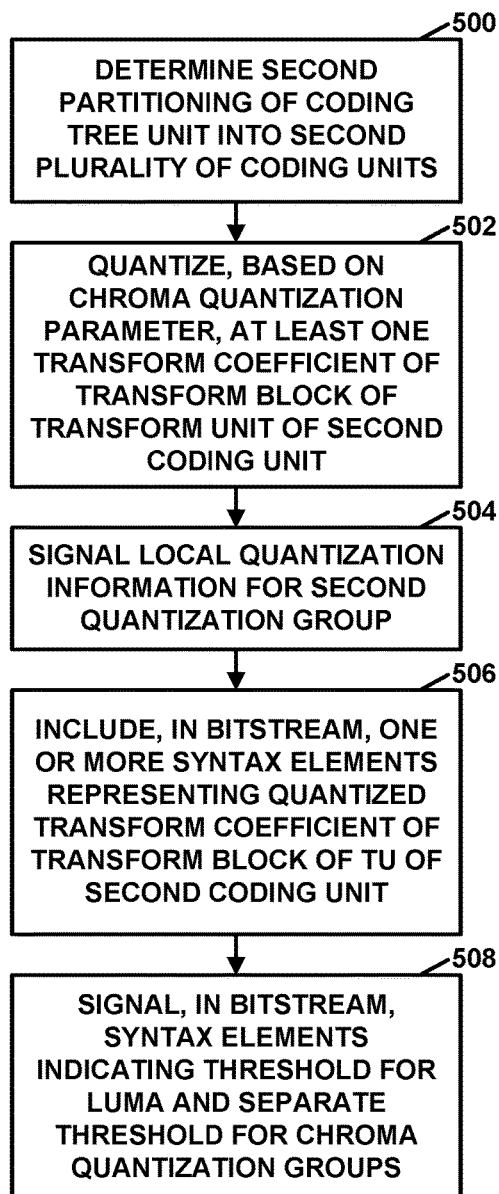 500
DETERMINE SECOND
PARTITIONING OF CODING
TREE UNIT INTO SECOND
PLURALITY OF CODING UNITS
502
QUANTIZE, BASED ON
CHROMA QUANTIZATION
PARAMETER, AT LEAST ONE
TRANSFORM COEFFICIENT OF
TRANSFORM BLOCK OF
TRANSFORM UNIT OF SECOND
CODING UNIT
504
SIGNAL LOCAL QUANTIZATION
INFORMATION FOR SECOND
QUANTIZATION GROUP
506
INCLUDE, IN BITSTREAM, ONE
OR MORE SYNTAX ELEMENTS
REPRESENTING QUANTIZED
TRANSFORM COEFFICIENT OF
TRANSFORM BLOCK OF TU OF
SECOND CODING UNIT
508
SIGNAL, IN BITSTREAM,
SYNTAX ELEMENTS
INDICATING THRESHOLD FOR
LUMA AND SEPARATE
THRESHOLD FOR CHROMA
QUANTIZATION GROUPS